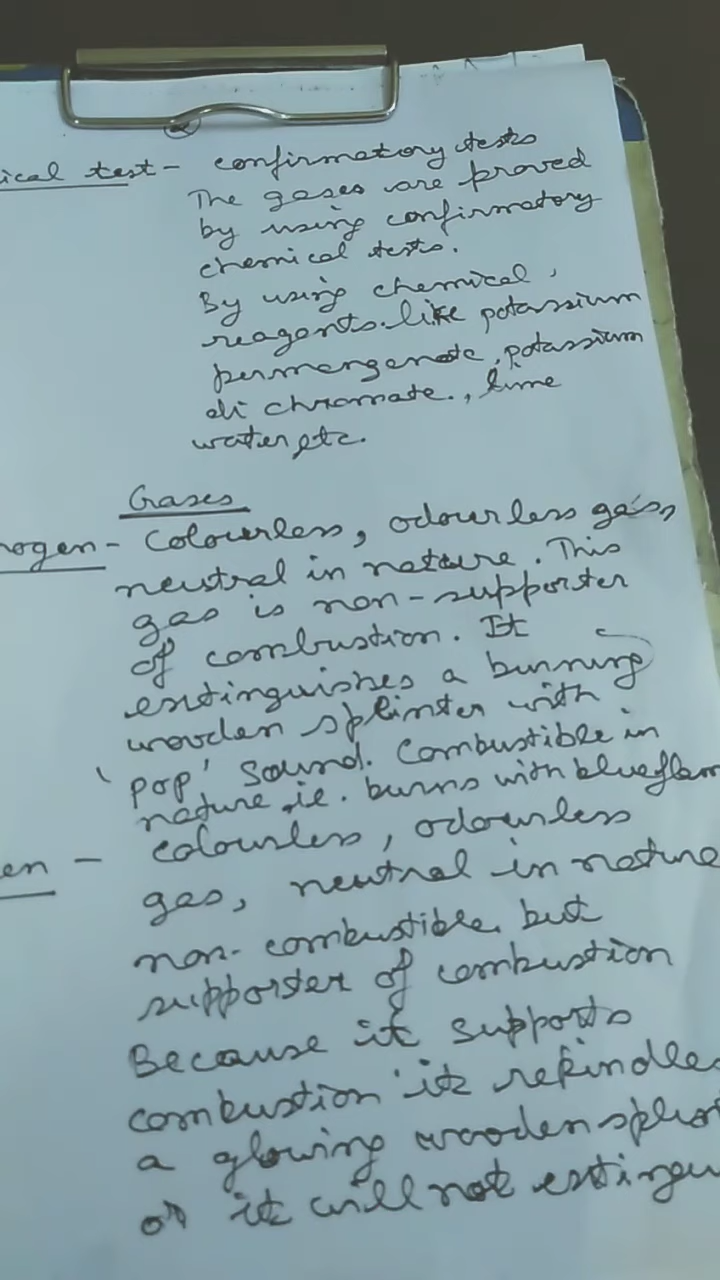 ical test - confirmatory tests
The gases are proved
by using confirmatory
chemical tests.
By using chemical,
reagents. like potassium
permanganate, potassium
di chromate., lime
water etc.
Gases
rogen - Colourless, odourless gas,
neutral in nature. This
gas is non-supporter
of combustion. It
extinguishes a burning
wooden splinter with
'pop' sound. Combustible in
nature ie. burns with blue flam
en - colourless, odourless
gas, neutral in nature
non-combustible. but
supporter of combustion
Because it supports
combustion it rekindles
a glowing wooden splin
or it will not extingu